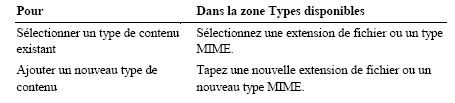 Pour Dans la zone Types disponibles
Sélectionner un type de contenu Sélectionnez une extension de fichier ou un type
existant MIME.
Ajouter un nouveau type de Tapez une nouvelle extension de fichier ou un
contenu nouveau type MIME.